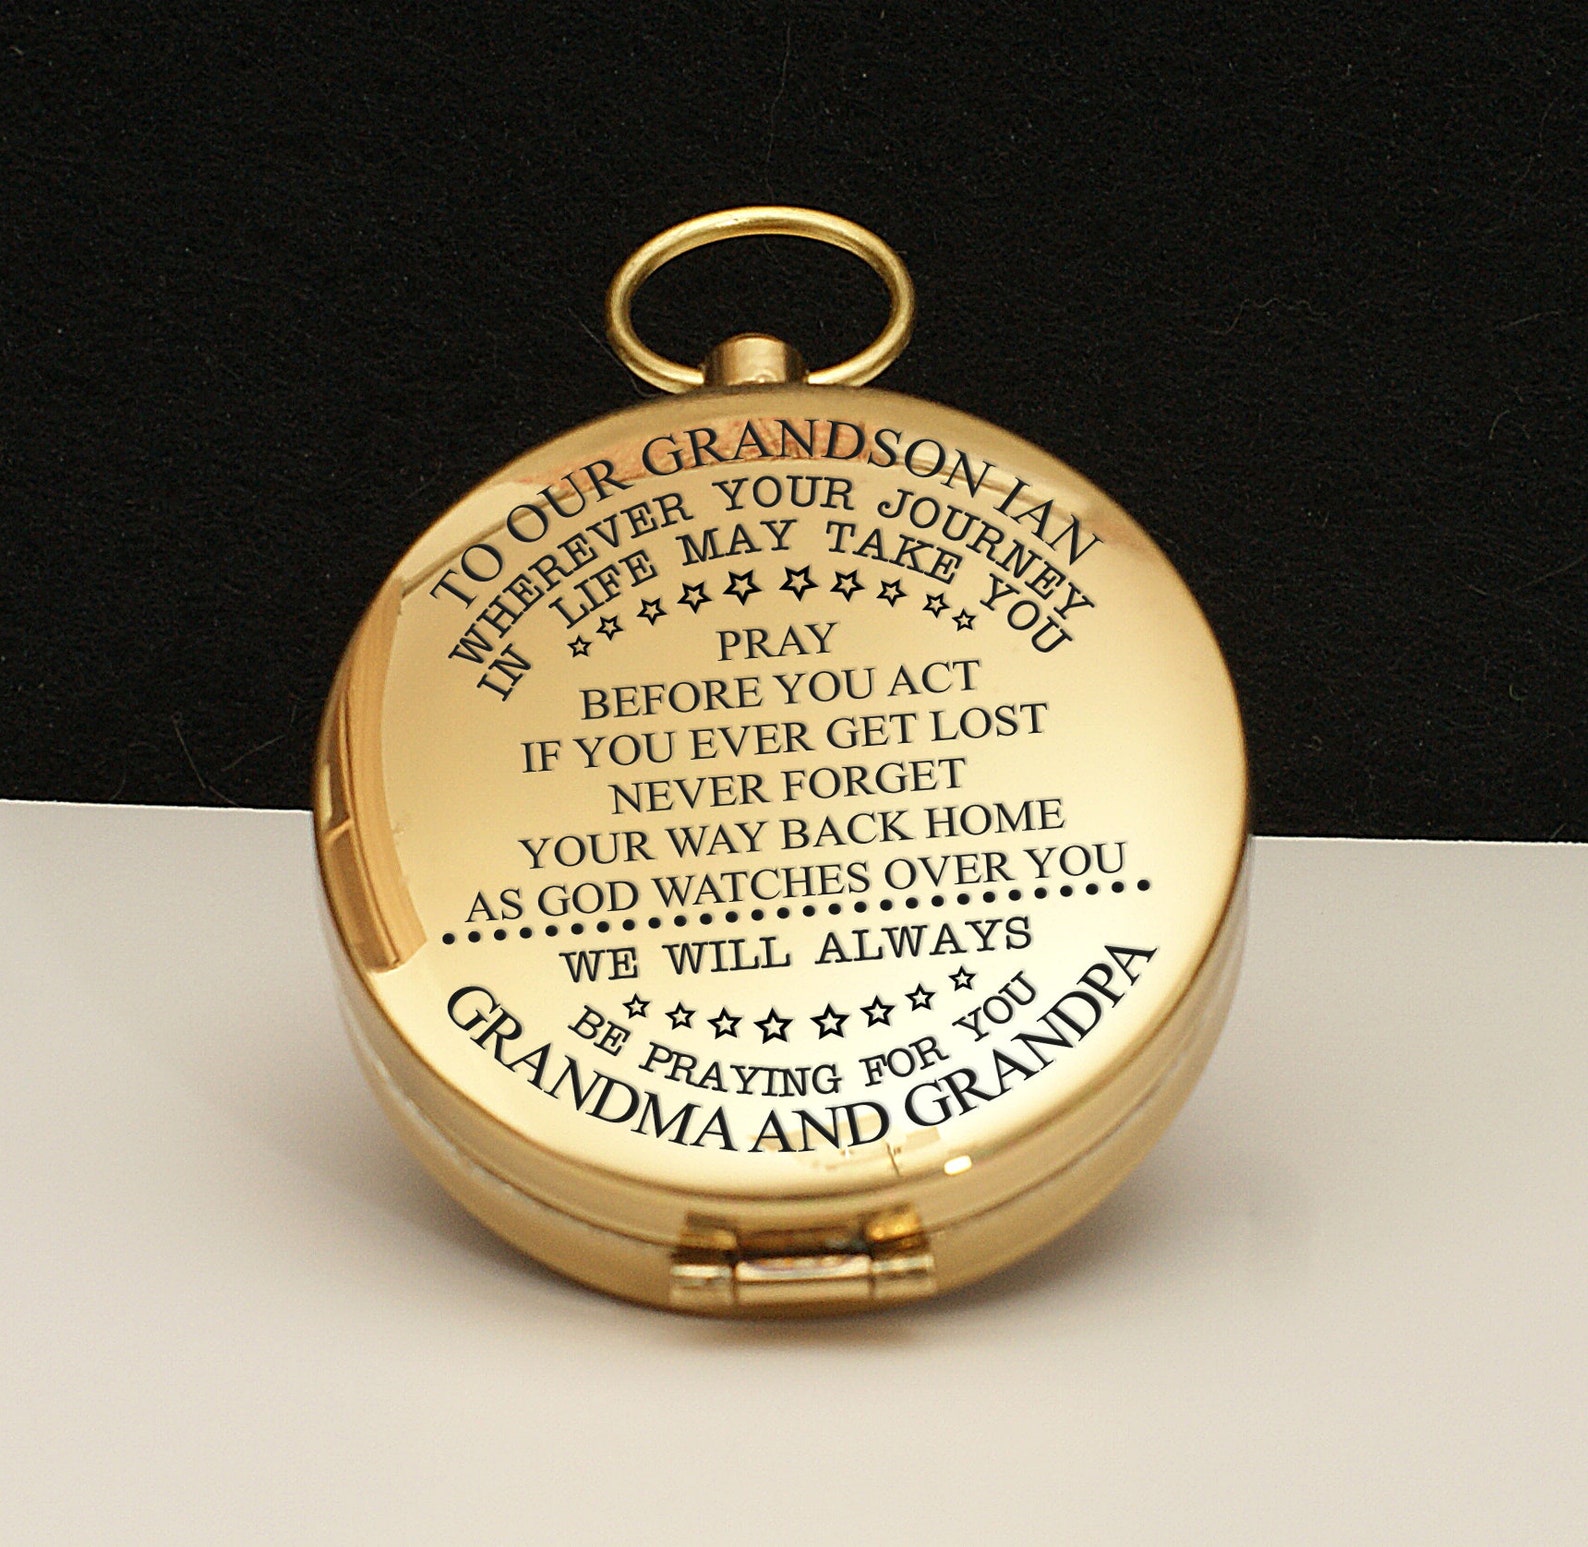 TO OUR GRANDSON IAN
WHEREVER YOUR JOURNEY
IN LIFE MAY TAKE YOU
PRAY
BEFORE YOU ACT
IF YOU EVER GET LOST
NEVER FORGET
YOUR WAY BACK HOME
AS GOD WATCHES OVER YOU
WE WILL ALWAYS
BE PRAYING FOR YOU
GRANDMA AND GRANDPA